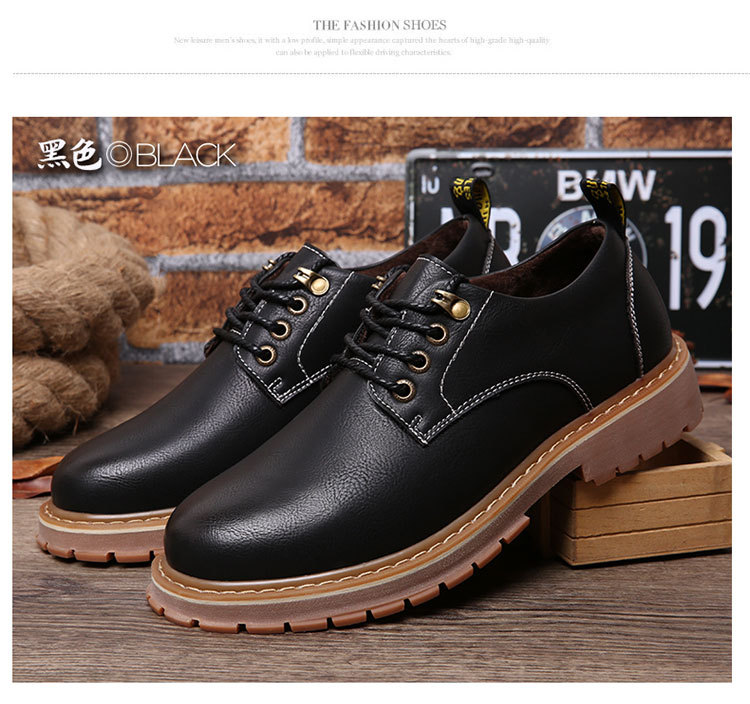 THE FASHION SHOES
New leisure men's shoes, it with a low profile, simple appearance captured the hearts of high-grade high-quality
can also be applied to flexible driving characteristics.
黑色◎BLACK
BMW
19